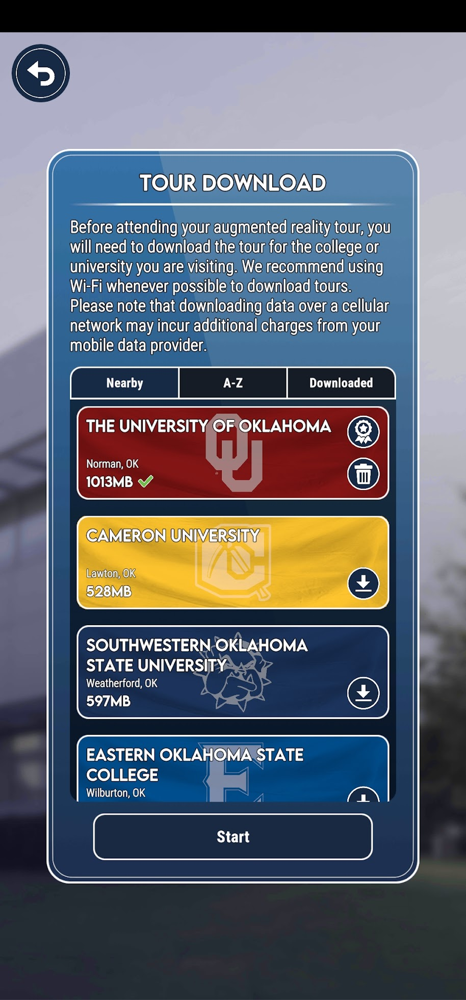 TOUR DOWNLOAD
Before attending your augmented reality tour, you
will need to download the tour for the college or
university you are visiting. We recommend using
Wi-Fi whenever possible to download tours.
Please note that downloading data over a cellular
network may incur additional charges from your
mobile data provider.
Nearby
A-Z
Downloaded
THE UNIVERSITY OF OKLAHOMA
OU
Norman, OK
1013MB
CAMERON UNIVERSITY
C
Lawton, OK
528MB
SOUTHWESTERN OKLAHOMA
STATE UNIVERSITY
Weatherford, OK
597MB
EASTERN OKLAHOMA STATE
COLLEGE
E
Wilburton, OK
Start